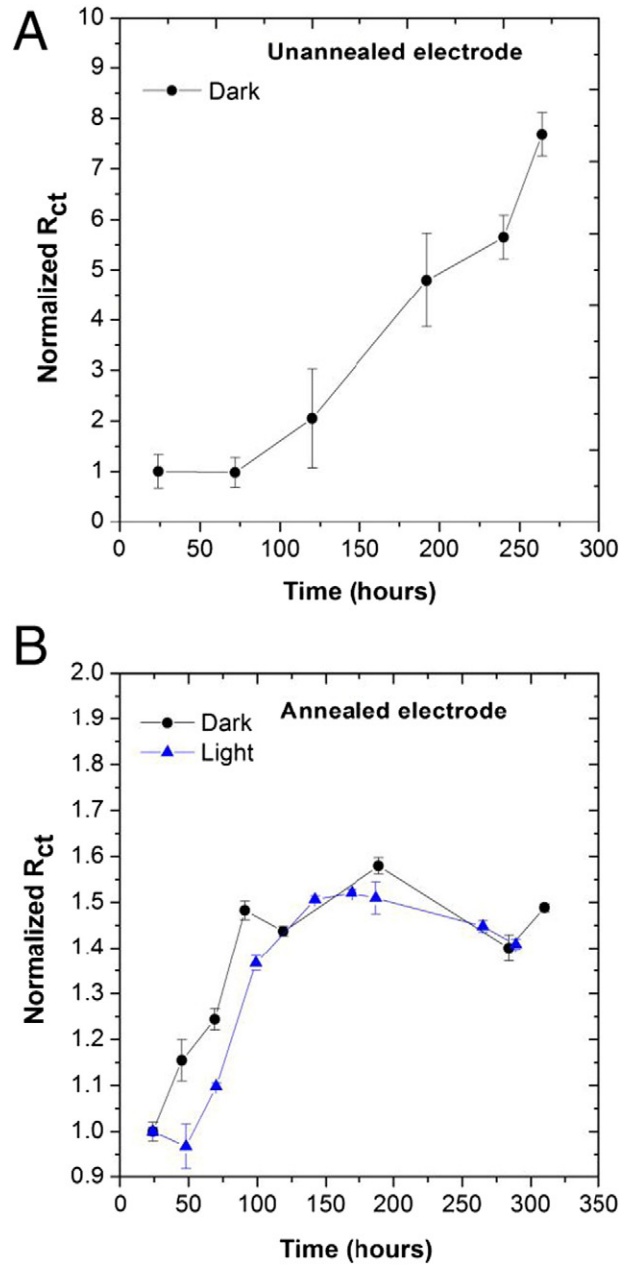 A
Unannealed electrode
Dark
10
9
8
7
6
5
4
3
2
1
0
Normalized Rct
0 50 100 150 200 250 300
Time (hours)
B
Annealed electrode
Dark
Light
2.0
1.9
1.8
1.7
1.6
1.5
1.4
1.3
1.2
1.1
1.0
0.9
Normalized Rct
0 50 100 150 200 250 300 350
Time (hours)